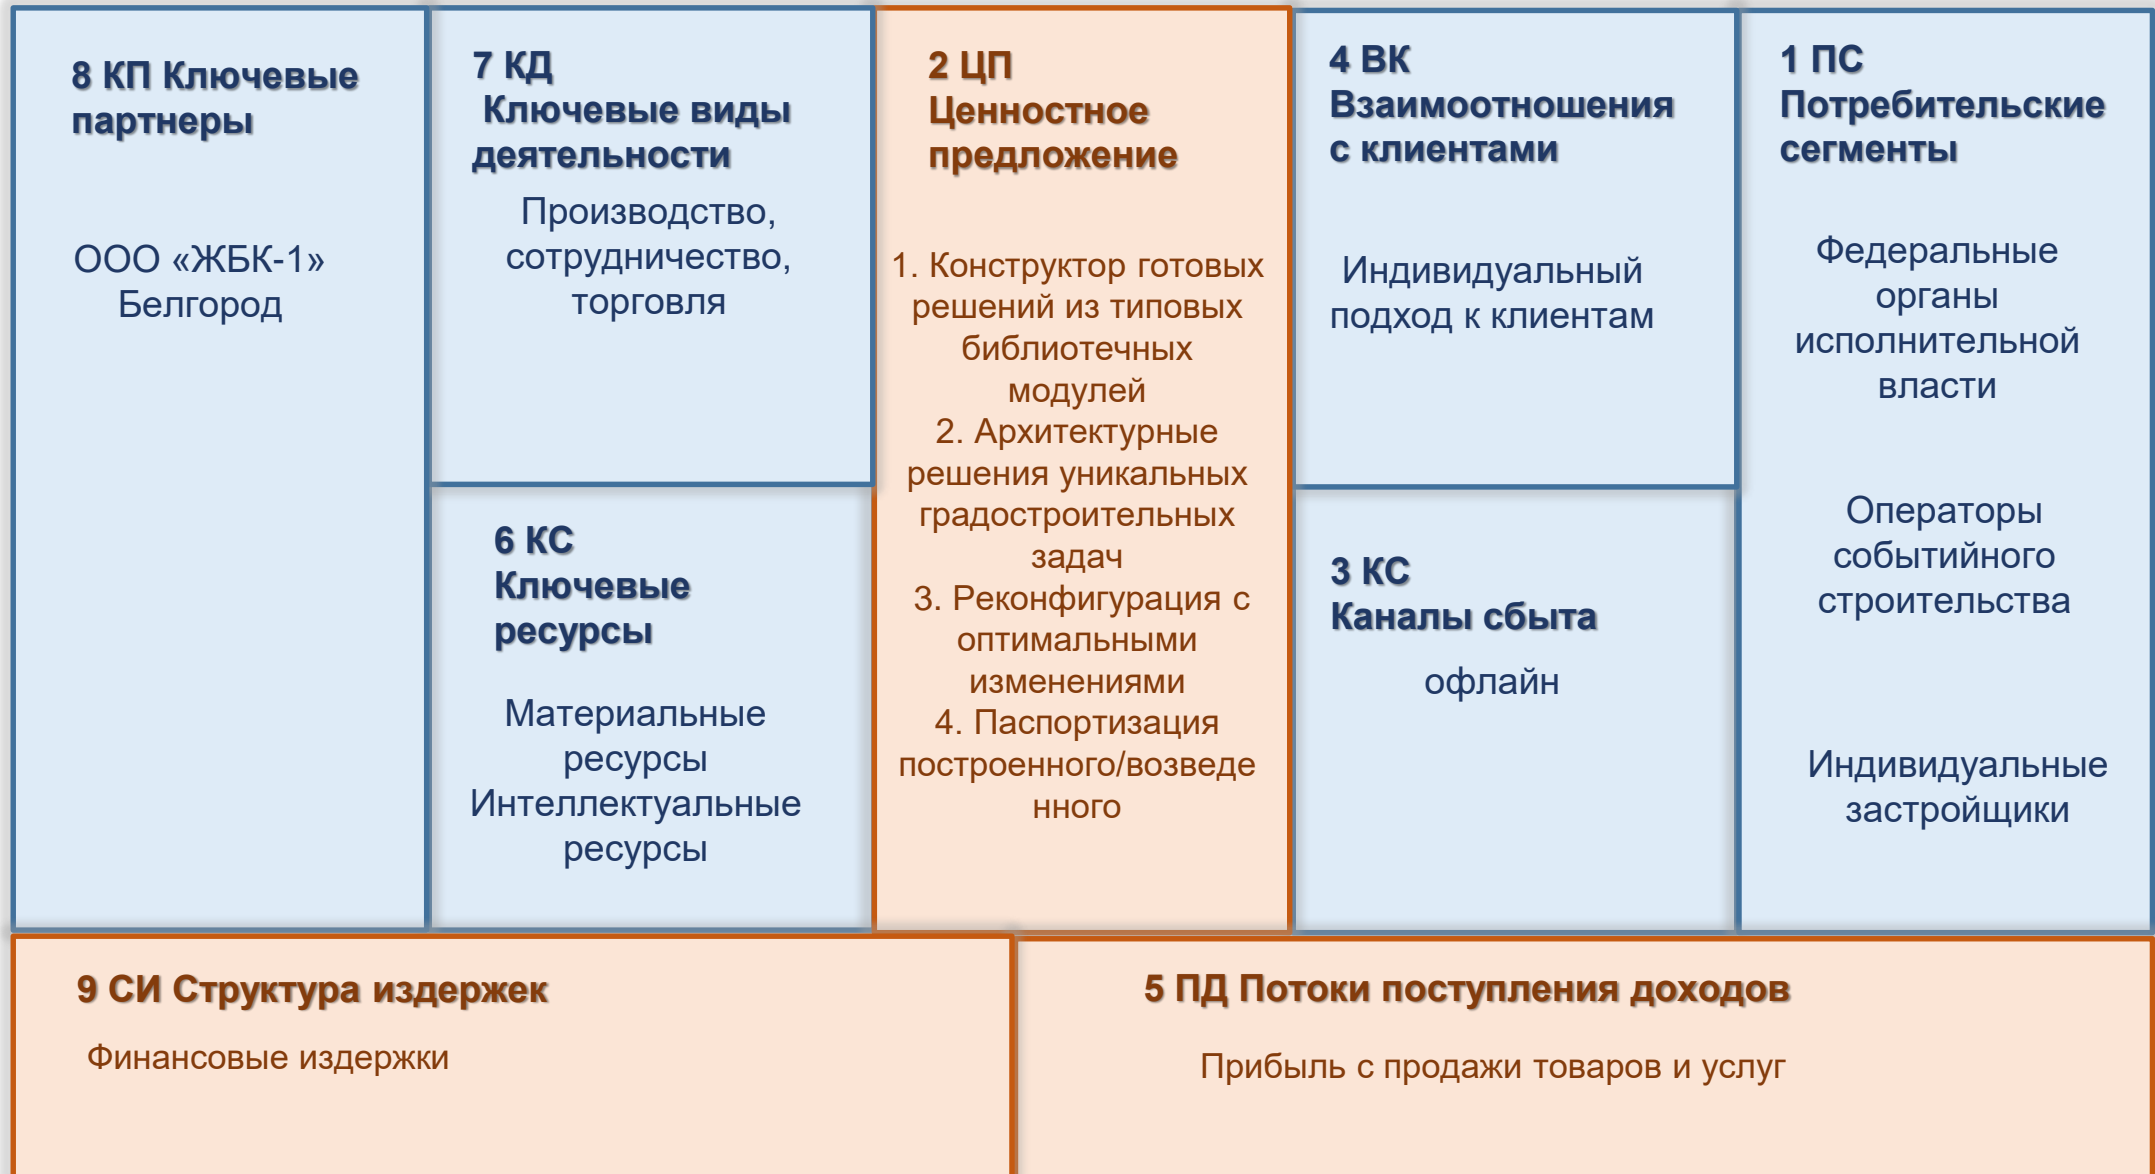 8 КП Ключевые
партнеры
ООО «ЖБК-1»
Белгород
7 КД
Ключевые виды
деятельности
Производство,
сотрудничество,
торговля
6 КС
Ключевые
ресурсы
Материальные
ресурсы
Интеллектуальные
ресурсы
2 ЦП
Ценностное
предложение
1. Конструктор готовых
решений из типовых
библиотечных
модулей
2. Архитектурные
решения уникальных
градостроительных
задач
3. Реконфигурация с
оптимальными
изменениями
4. Паспортизация
построенного/возведе
нного
4 ВК
Взаимоотношения
с клиентами
Индивидуальный
подход к клиентам
3 КС
Каналы сбыта
офлайн
1 ПС
Потребительские
сегменты
Федеральные
органы
исполнительной
власти
Операторы
событийного
строительства
Индивидуальные
застройщики
9 СИ Структура издержек
Финансовые издержки
5 ПД Потоки поступления доходов
Прибыль с продажи товаров и услуг